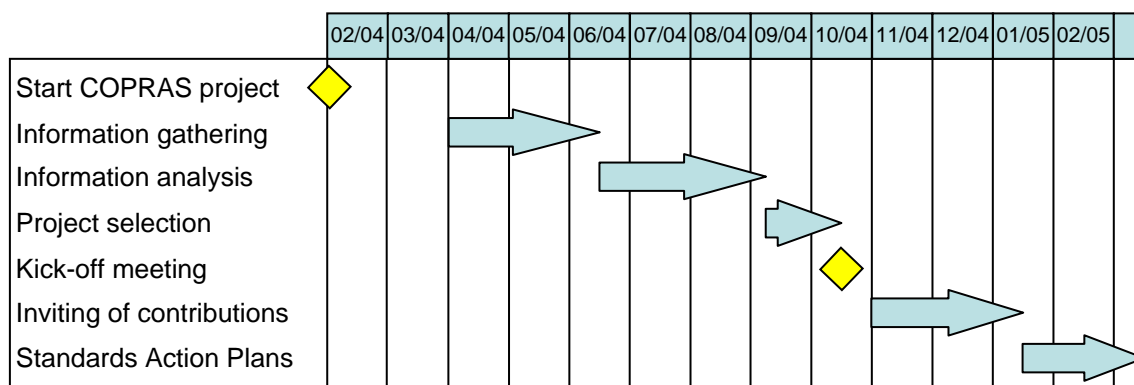 02/04 03/04 04/04 05/04 06/04 07/04 08/04 09/04 10/04 11/04 12/04 01/05 02/05
Start COPRAS project
Information gathering
Information analysis
Project selection
Kick-off meeting
Inviting of contributions
Standards Action Plans